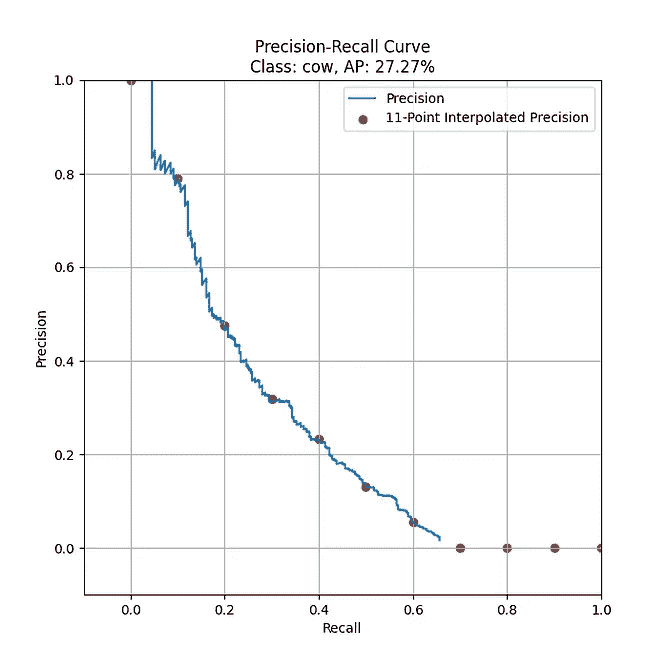 Precision-Recall Curve
Class: cow, AP: 27.27%
Precision
11-Point Interpolated Precision
1.0
0.8
0.6
0.4
0.2
0.0
Precision
0.0 0.2 0.4 0.6 0.8 1.0
Recall